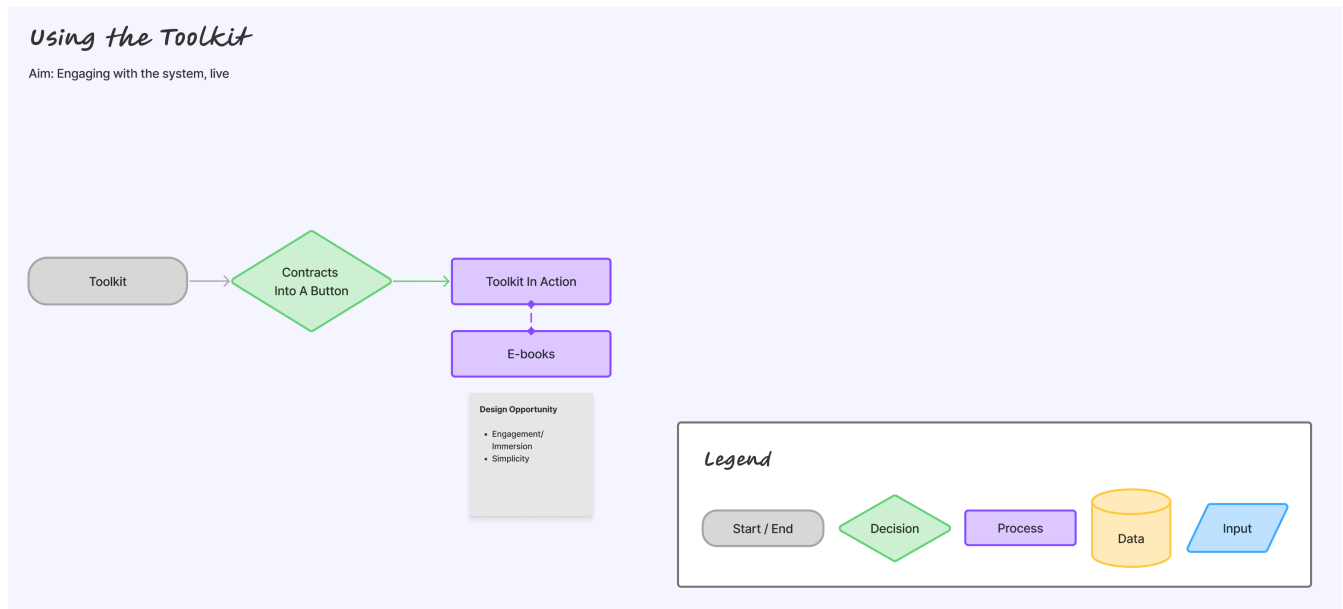 Using the Toolkit
Aim: Engaging with the system, live
Toolkit
Contracts
Into A Button
Toolkit In Action
E-books
Design Opportunity
• Engagement/
Immersion
• Simplicity
Legend
Start / End
Decision
Process
Data
Input